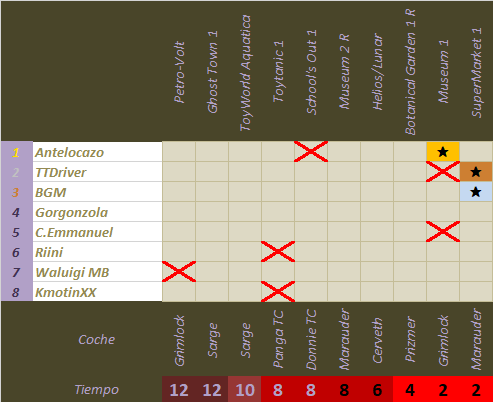 Petro-Volt
Ghost Town 1
ToyWorld Aquatica
Toytanic 1
School's Out 1
Museum 2 R
Helios/Lunar
Botanical Garden 1 R
Museum 1
SuperMarket 1
1 Antelocazo
2 TTDriver
3 BGM
4 Gorgonzola
5 C.Emmanuel
6 Riini
7 Waluigi MB
8 KmotinXX
Coche Grimlock Sarge Sarge Panga TC Donnie TC Marauder Cerveth Prizmer Grimlock Marauder
Tiempo 12 12 10 8 8 8 6 4 2 2